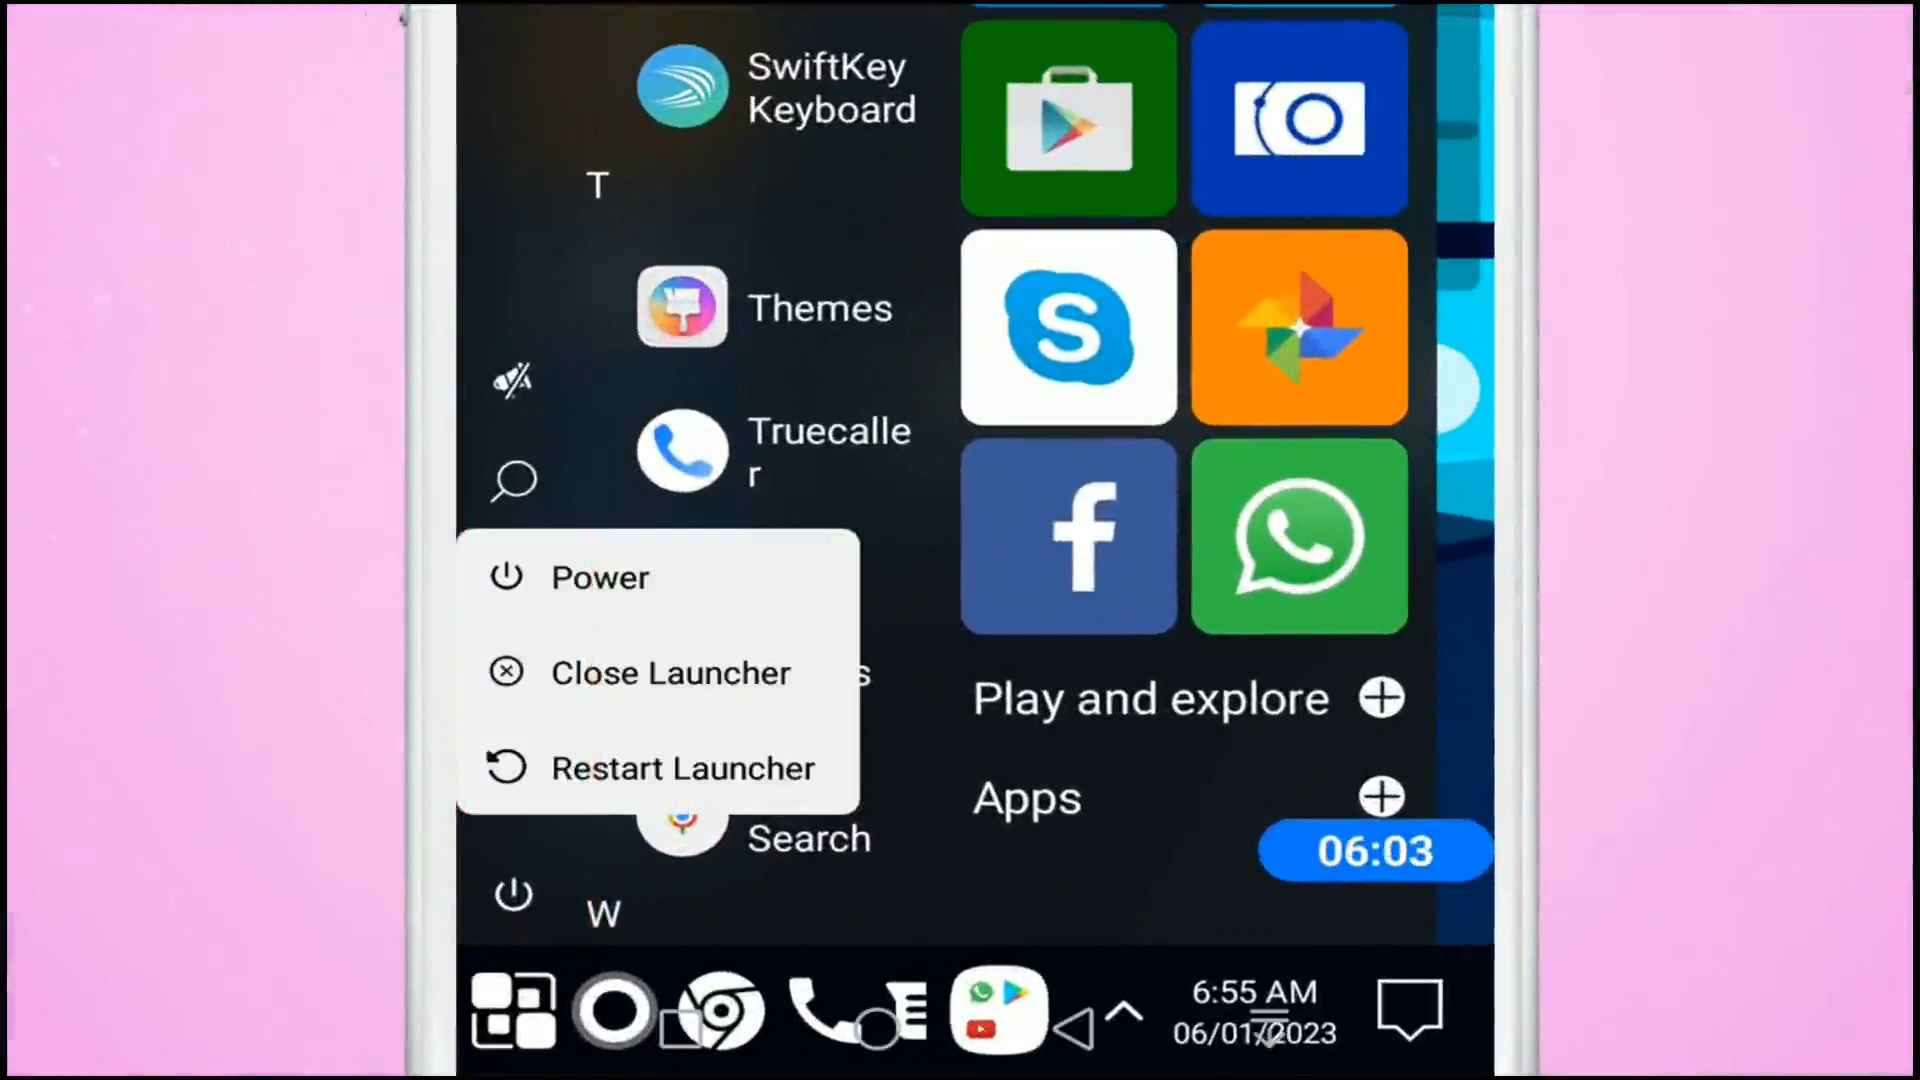 SwiftKey
Keyboard
T
Themes
Truecalle
r
Power
Close Launcher
s
Restart Launcher
Search
W
Play and explore
Apps
06:03
6:55 AM
06/01/2023